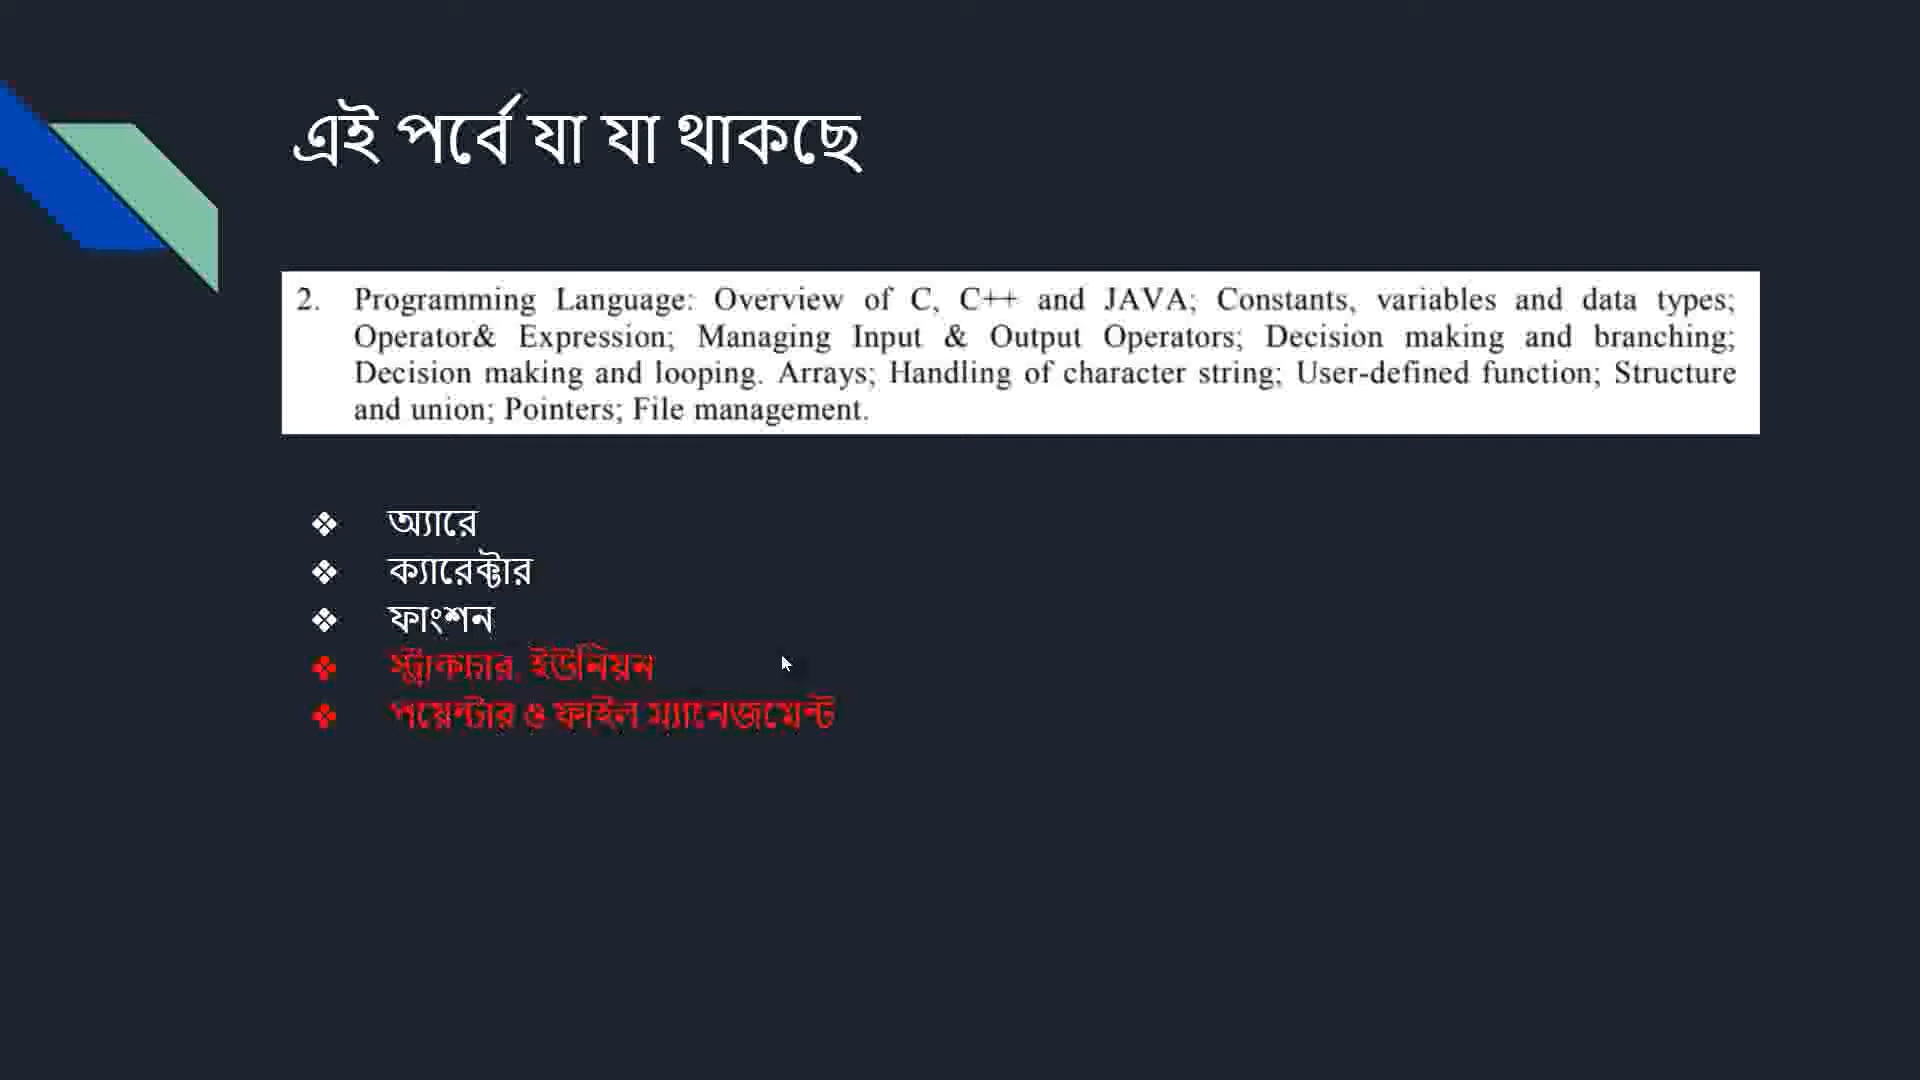 এই পর্বে যা যা থাকছে
2. Programming Language: Overview of C, C++ and JAVA; Constants, variables and data types;
Operator& Expression; Managing Input & Output Operators; Decision making and branching;
Decision making and looping. Arrays; Handling of character string; User-defined function; Structure
and union; Pointers; File management.
❖ অ্যারে
❖ ক্যারেক্টার
❖ ফাংশন
❖ স্ট্রাকচার, ইউনিয়ন
❖ পয়েন্টার ও ফাইল ম্যানেজমেন্ট